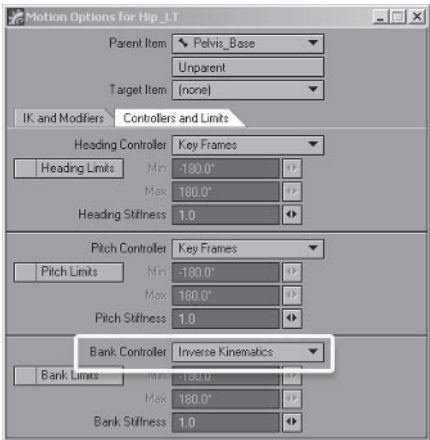 Motion Options for Hip_LT
Parent Item Pelvis_Base
Unparent
Target Item (none)
IK and Modifiers Controllers and Limits
Heading Controller Key Frames
Heading Limits Min -180.0°
Max 180.0°
Heading Stiffness 1.0
Pitch Controller Key Frames
Pitch Limits Min -180.0°
Max 180.0°
Pitch Stiffness 1.0
Bank Controller Inverse Kinematics
Bank Limits Min -180.0°
Max 180.0°
Bank Stiffness 1.0